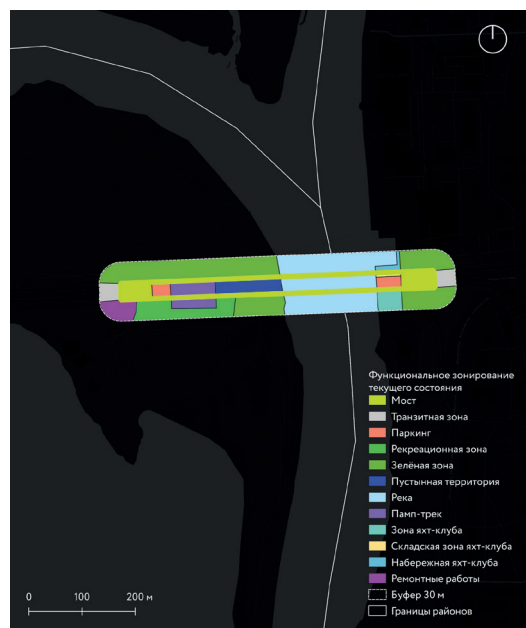 Функциональное зонирование
текущего состояния
Мост
Транзитная зона
Паркинг
Рекреационная зона
Зелёная зона
Пустынная территория
Река
Памп-трек
Зона яхт-клуба
Складская зона яхт-клуба
Набережная яхт-клуба
Ремонтные работы
Буфер 30 м
Границы районов
0 100 200 м